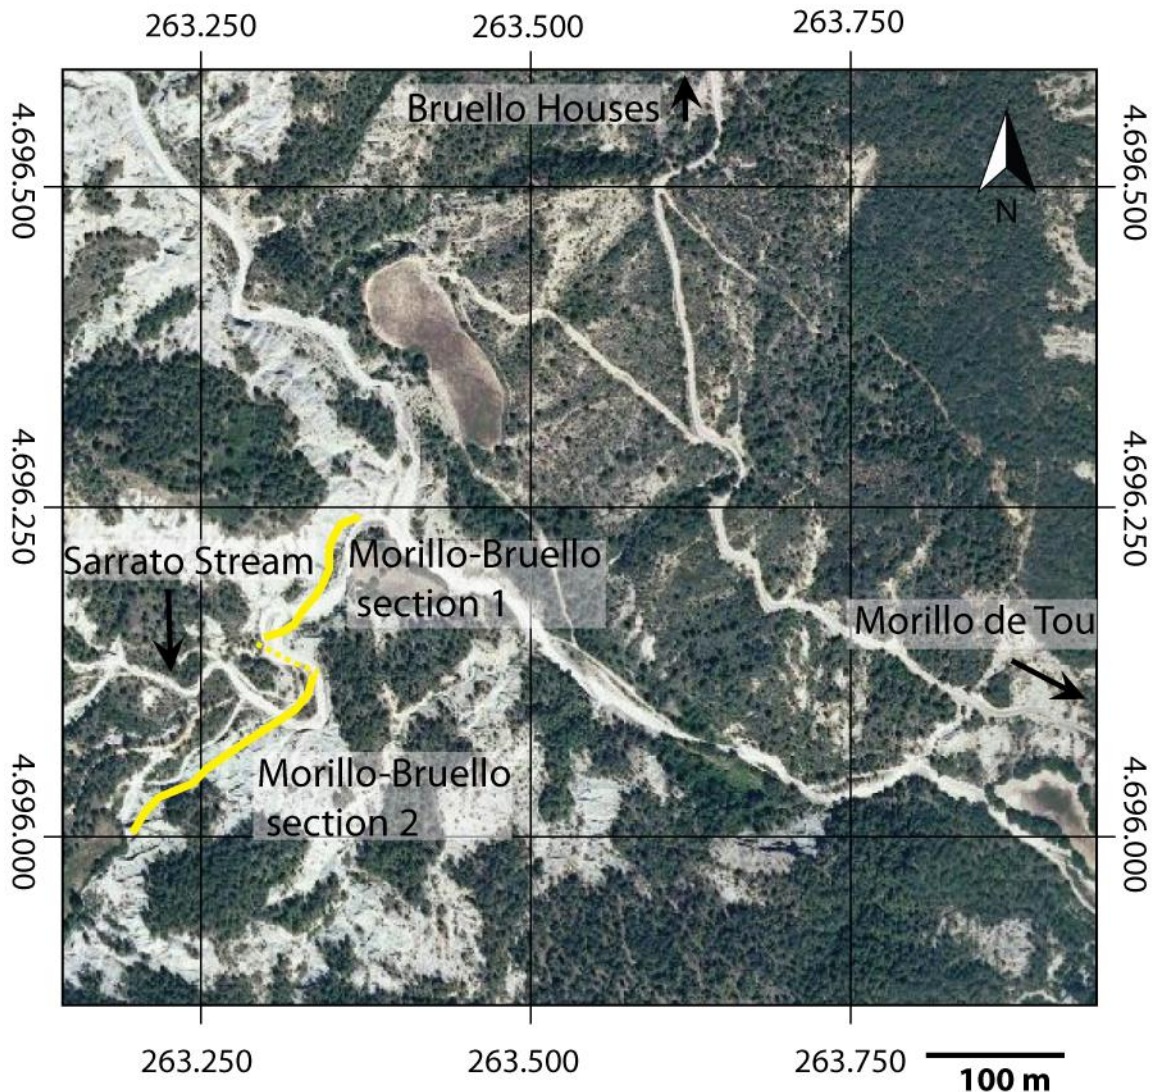 263.250 263.500 263.750
Bruello Houses
4.696.500 4.696.500
N
4.696.250 4.696.250
Sarrato Stream
Morillo-Bruello
section 1
Morillo de Tou
Morillo-Bruello
section 2
4.696.000 4.696.000
263.250 263.500 263.750
100 m